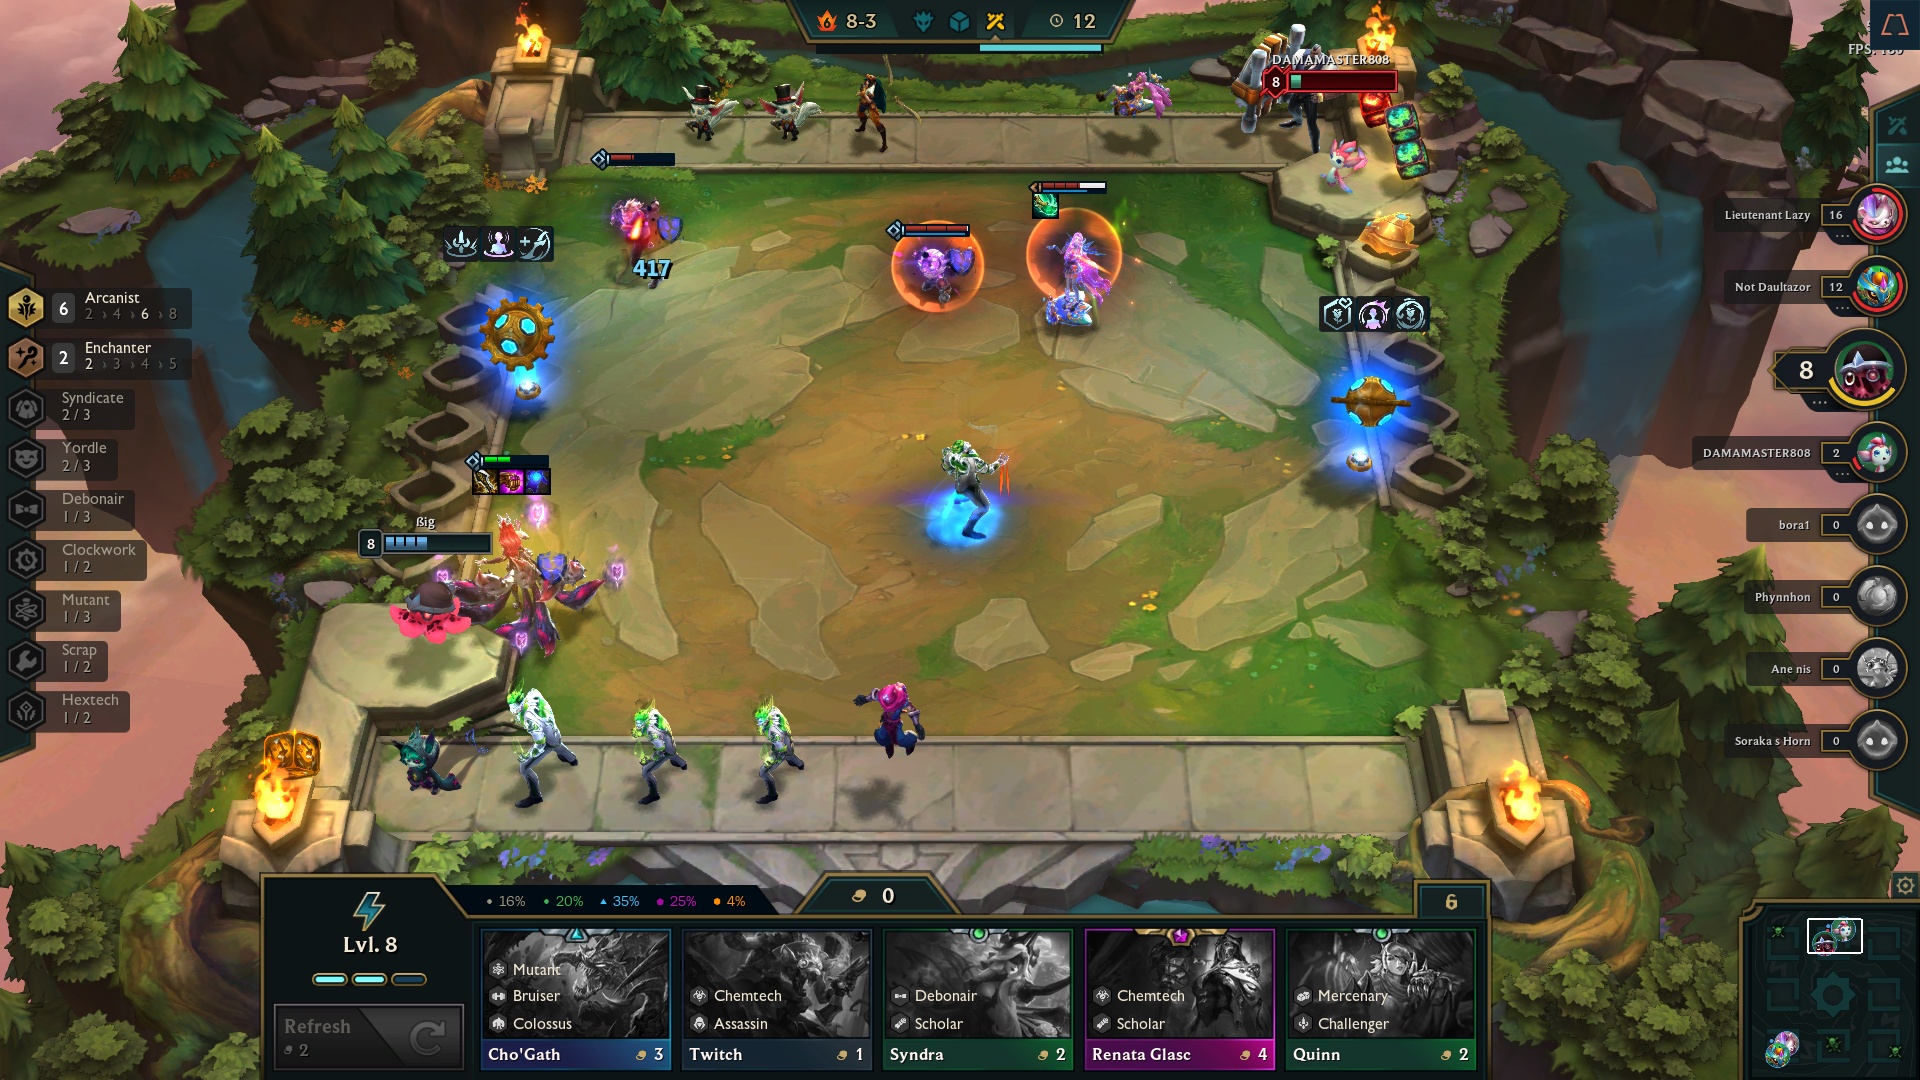 8-3
12
DAMAMASTER808
8
FPS:
Lieutenant Lazy 16
417
Not Daultazor 12
6 Arcanist
2 › 4 › 6 › 8
2 Enchanter
2 › 3 › 4 › 5
8
Syndicate
2 / 3
Yordle
2 / 3
DAMAMASTER808 2
Debonair
1 / 3
ßig
8
bora1 0
Clockwork
1 / 2
Mutant
1 / 3
Phynnhon 0
Scrap
1 / 2
Ane nis 0
Hextech
1 / 2
Soraka s Horn 0
16% 20% 35% 25% 4%
0
6
Lvl. 8
Refresh
2
Mutant
Bruiser
Colossus
Cho'Gath 3
Chemtech
Assassin
Twitch 1
Debonair
Scholar
Syndra 2
Chemtech
Scholar
Renata Glasc 4
Mercenary
Challenger
Quinn 2